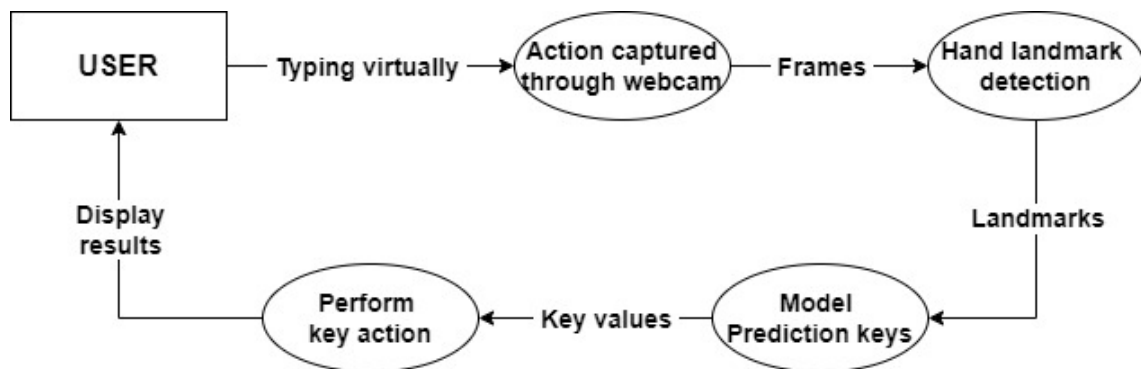 USER
Typing virtually
Action captured
through webcam
Frames
Hand landmark
detection
Landmarks
Model
Prediction keys
Key values
Perform
key action
Display
results